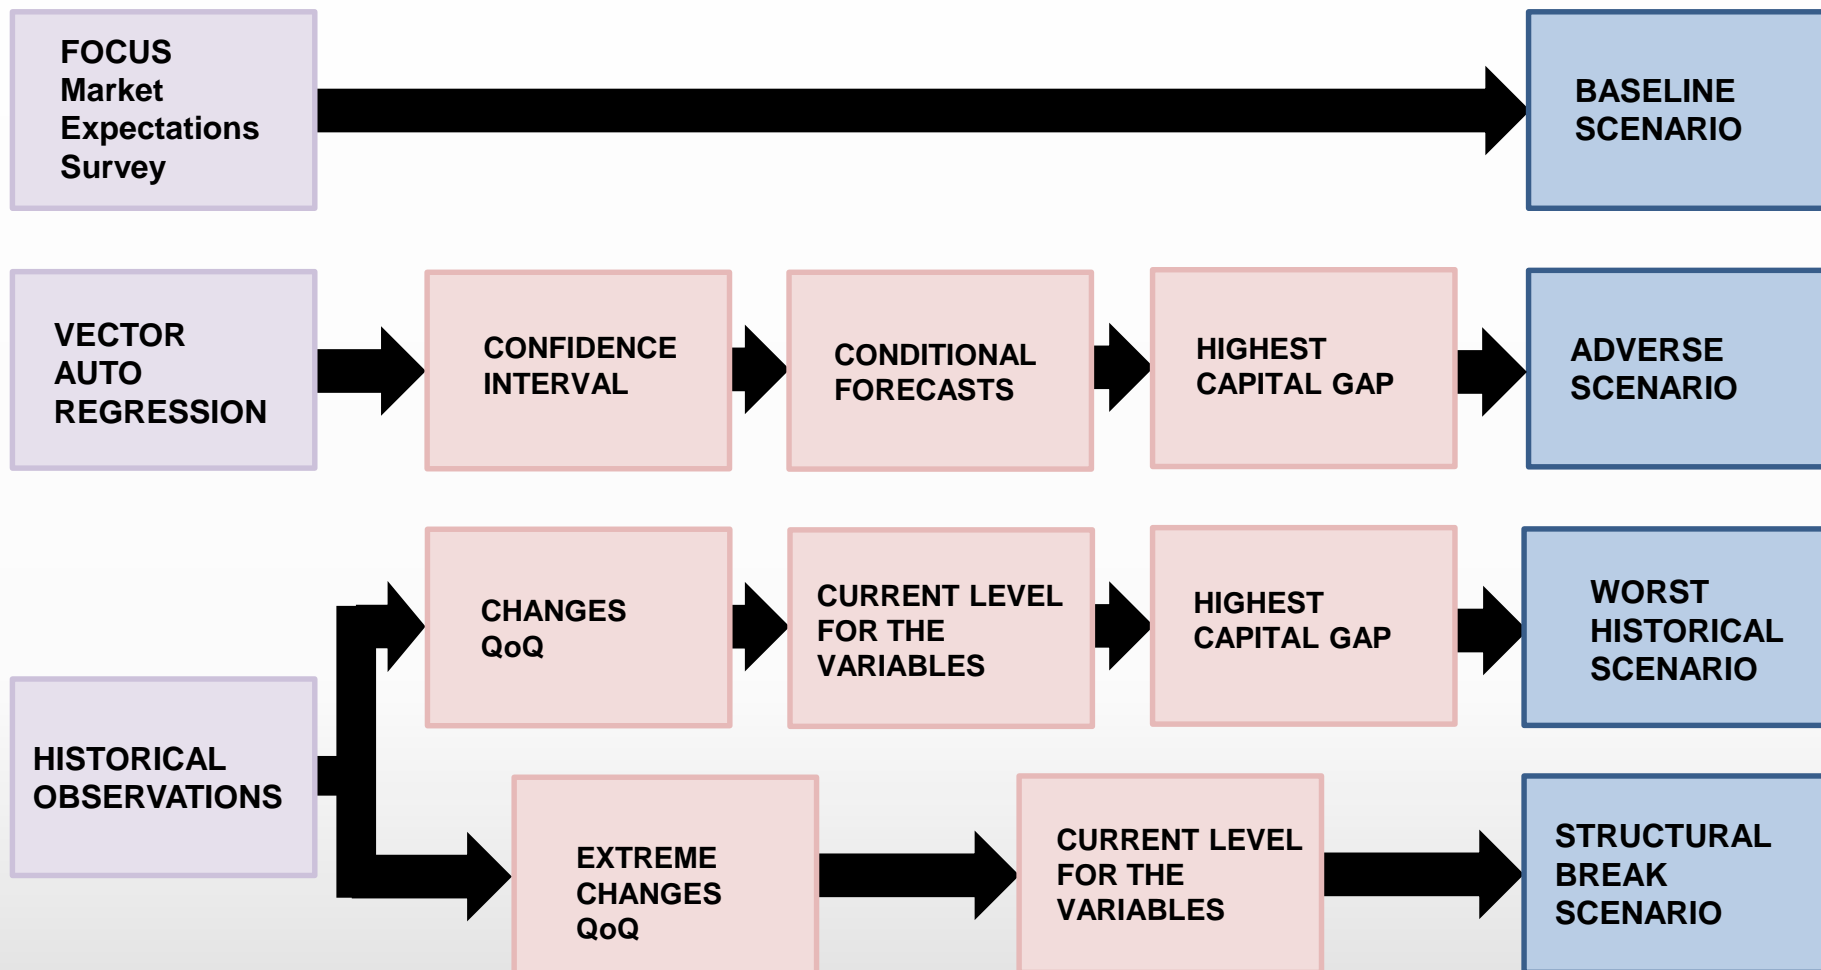 FOCUS
Market
Expectations
Survey
BASELINE
SCENARIO
VECTOR
AUTO
REGRESSION
CONFIDENCE
INTERVAL
CONDITIONAL
FORECASTS
HIGHEST
CAPITAL GAP
ADVERSE
SCENARIO
HISTORICAL
OBSERVATIONS
CHANGES
QoQ
CURRENT LEVEL
FOR THE
VARIABLES
HIGHEST
CAPITAL GAP
WORST
HISTORICAL
SCENARIO
EXTREME
CHANGES
QoQ
CURRENT LEVEL
FOR THE
VARIABLES
STRUCTURAL
BREAK
SCENARIO